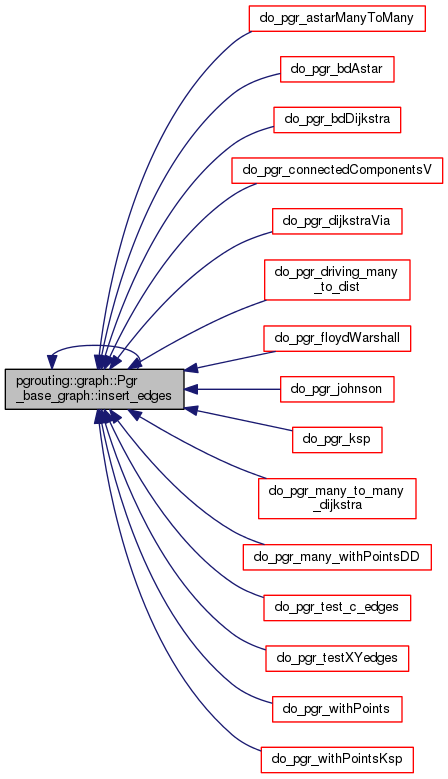 do_pgr_astarManyToMany
do_pgr_bdAstar
do_pgr_bdDijkstra
do_pgr_connectedComponentsV
do_pgr_dijkstraVia
do_pgr_driving_many
_to_dist
do_pgr_floydWarshall
pgrouting::graph::Pgr
_base_graph::insert_edges
do_pgr_johnson
do_pgr_ksp
do_pgr_many_to_many
_dijkstra
do_pgr_many_withPointsDD
do_pgr_test_c_edges
do_pgr_testXYedges
do_pgr_withPoints
do_pgr_withPointsKsp